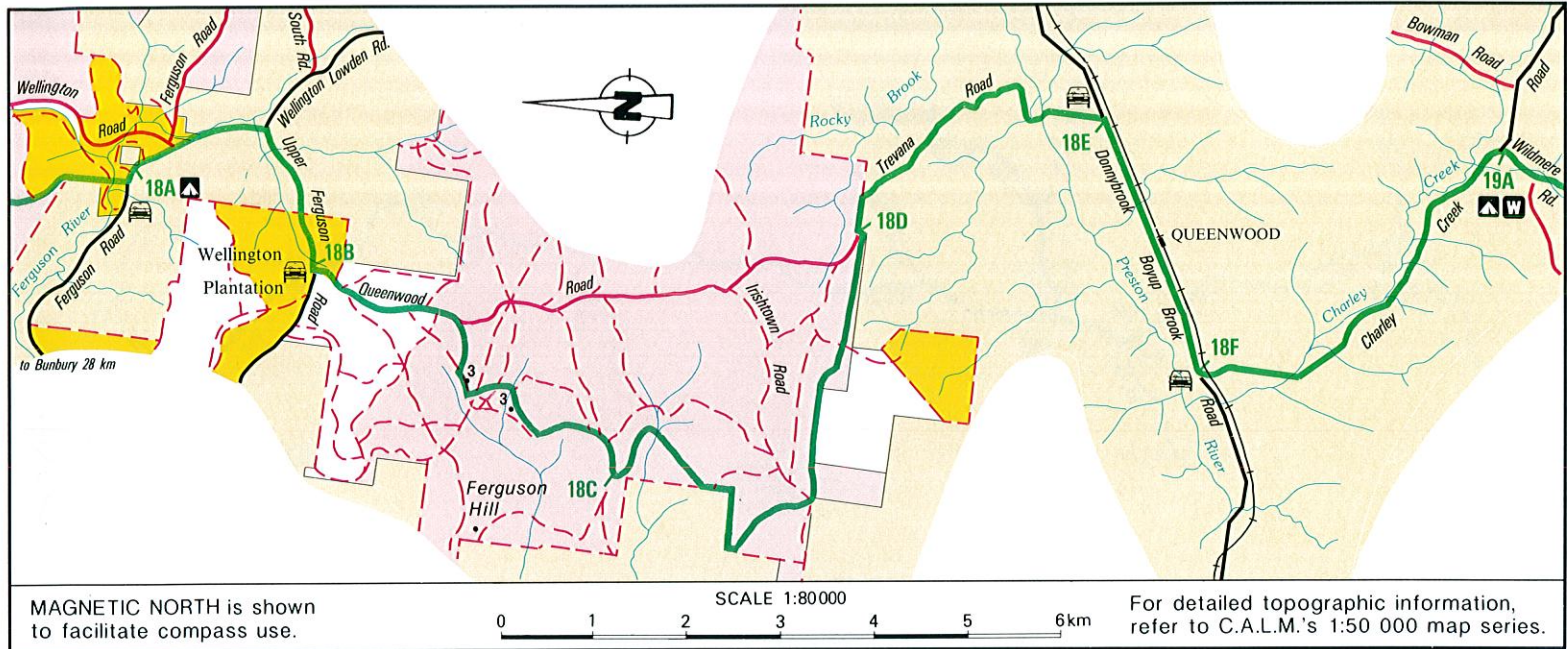 Wellington
Road
Ferguson Road
South Rd.
Wellington Lowden Rd.
Upper
Ferguson
Road
18A
Ferguson River
Ferguson Road
to Bunbury 28 km
Wellington
Plantation
18B
Queenwood
Road
3
3
18C
Ferguson
Hill
N
Irishtown
Road
18D
Rocky Brook
Trevana Road
18E
Donnybrook
Boyup
Brook
Road
QUEENWOOD
Preston
River
18F
Charley
Creek
Charley
Creek
Bowman Road
Road
19A
W
Wildmere
Rd.
MAGNETIC NORTH is shown
to facilitate compass use.
SCALE 1:80000
0 1 2 3 4 5 6km
For detailed topographic information,
refer to C.A.L.M.'s 1:50 000 map series.